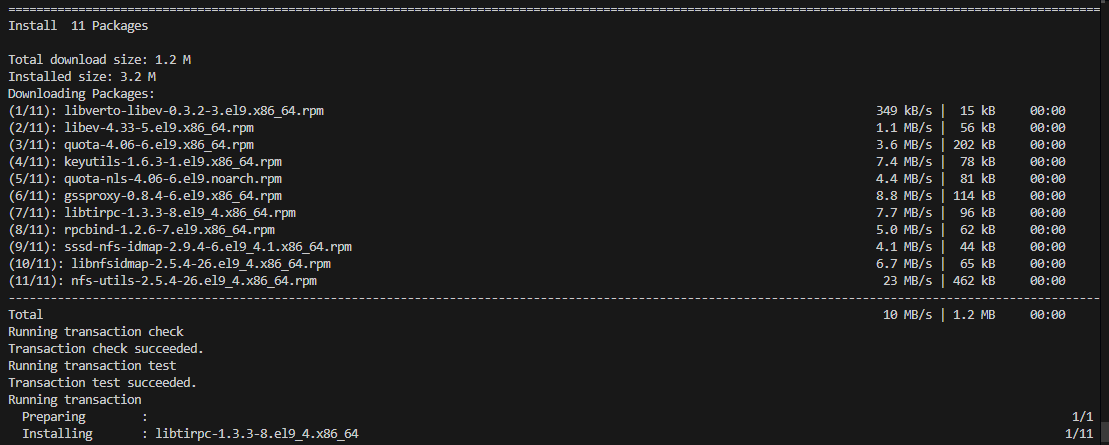 ================================================================================
Install  11 Packages

Total download size: 1.2 M
Installed size: 3.2 M
Downloading Packages:
(1/11): libverto-libev-0.3.2-3.el9.x86_64.rpm 349 kB/s | 15 kB 00:00
(2/11): libev-4.33-5.el9.x86_64.rpm 1.1 MB/s | 56 kB 00:00
(3/11): quota-4.06-6.el9.x86_64.rpm 3.6 MB/s | 202 kB 00:00
(4/11): keyutils-1.6.3-1.el9.x86_64.rpm 7.4 MB/s | 78 kB 00:00
(5/11): quota-nls-4.06-6.el9.noarch.rpm 4.4 MB/s | 81 kB 00:00
(6/11): gssproxy-0.8.4-6.el9.x86_64.rpm 8.8 MB/s | 114 kB 00:00
(7/11): libtirpc-1.3.3-8.el9_4.x86_64.rpm 7.7 MB/s | 96 kB 00:00
(8/11): rpcbind-1.2.6-7.el9.x86_64.rpm 5.0 MB/s | 62 kB 00:00
(9/11): sssd-nfs-idmap-2.9.4-6.el9_4.1.x86_64.rpm 4.1 MB/s | 44 kB 00:00
(10/11): libnfsidmap-2.5.4-26.el9_4.x86_64.rpm 6.7 MB/s | 65 kB 00:00
(11/11): nfs-utils-2.5.4-26.el9_4.x86_64.rpm 23 MB/s | 462 kB 00:00
--------------------------------------------------------------------------------
Total 10 MB/s | 1.2 MB 00:00
Running transaction check
Transaction check succeeded.
Running transaction test
Transaction test succeeded.
Running transaction
Preparing : 1/1
Installing : libtirpc-1.3.3-8.el9_4.x86_64 1/11